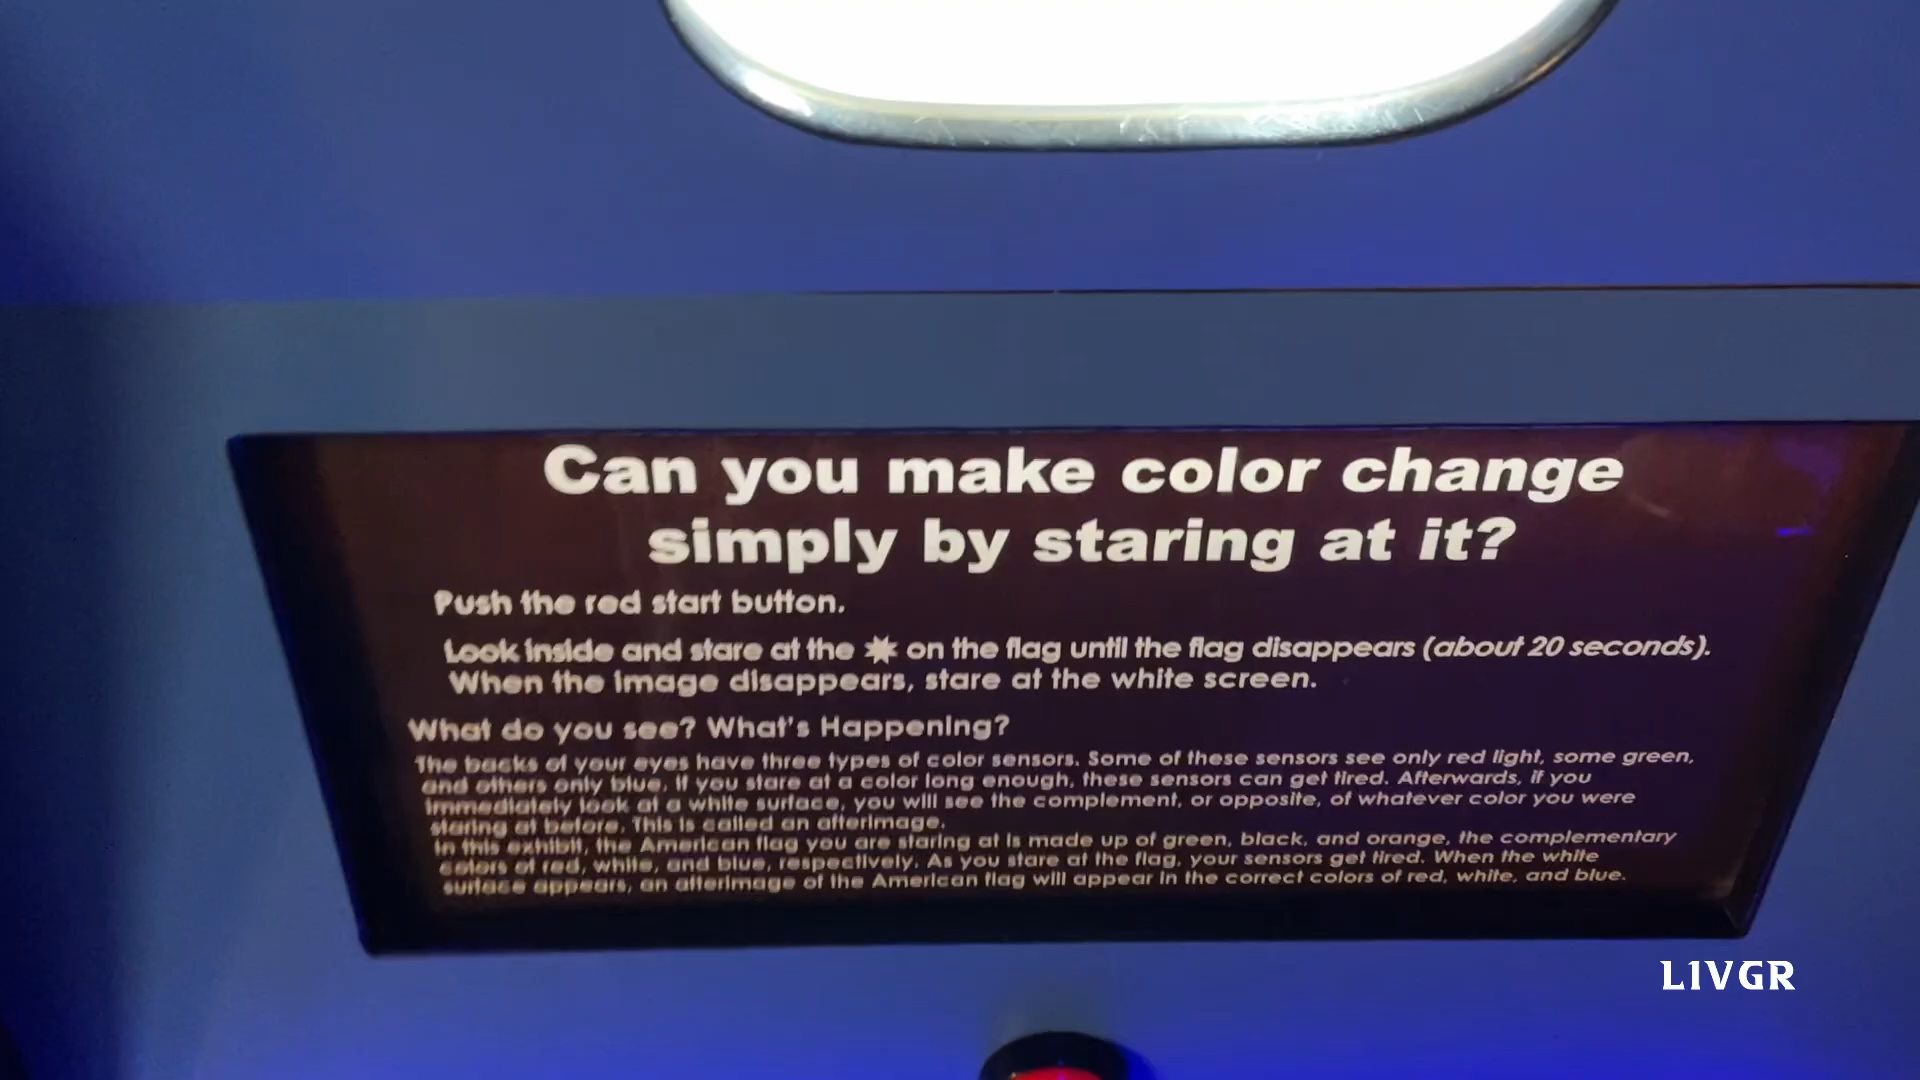 Can you make color change
simply by staring at it?
Push the red start button.
Look inside and stare at the ✷ on the flag until the flag disappears (about 20 seconds).
When the image disappears, stare at the white screen.
What do you see? What's Happening?
The backs of your eyes have three types of color sensors. Some of these sensors see only red light, some green,
and others only blue. If you stare at a color long enough, these sensors can get tired. Afterwards, if you
immediately look at a white surface, you will see the complement, or opposite, of whatever color you were
staring at before. This is called an afterimage.
In this exhibit, the American flag you are staring at is made up of green, black, and orange, the complementary
colors of red, white, and blue, respectively. As you stare at the flag, your sensors get tired. When the white
surface appears, an afterimage of the American flag will appear in the correct colors of red, white, and blue.
L1VGR